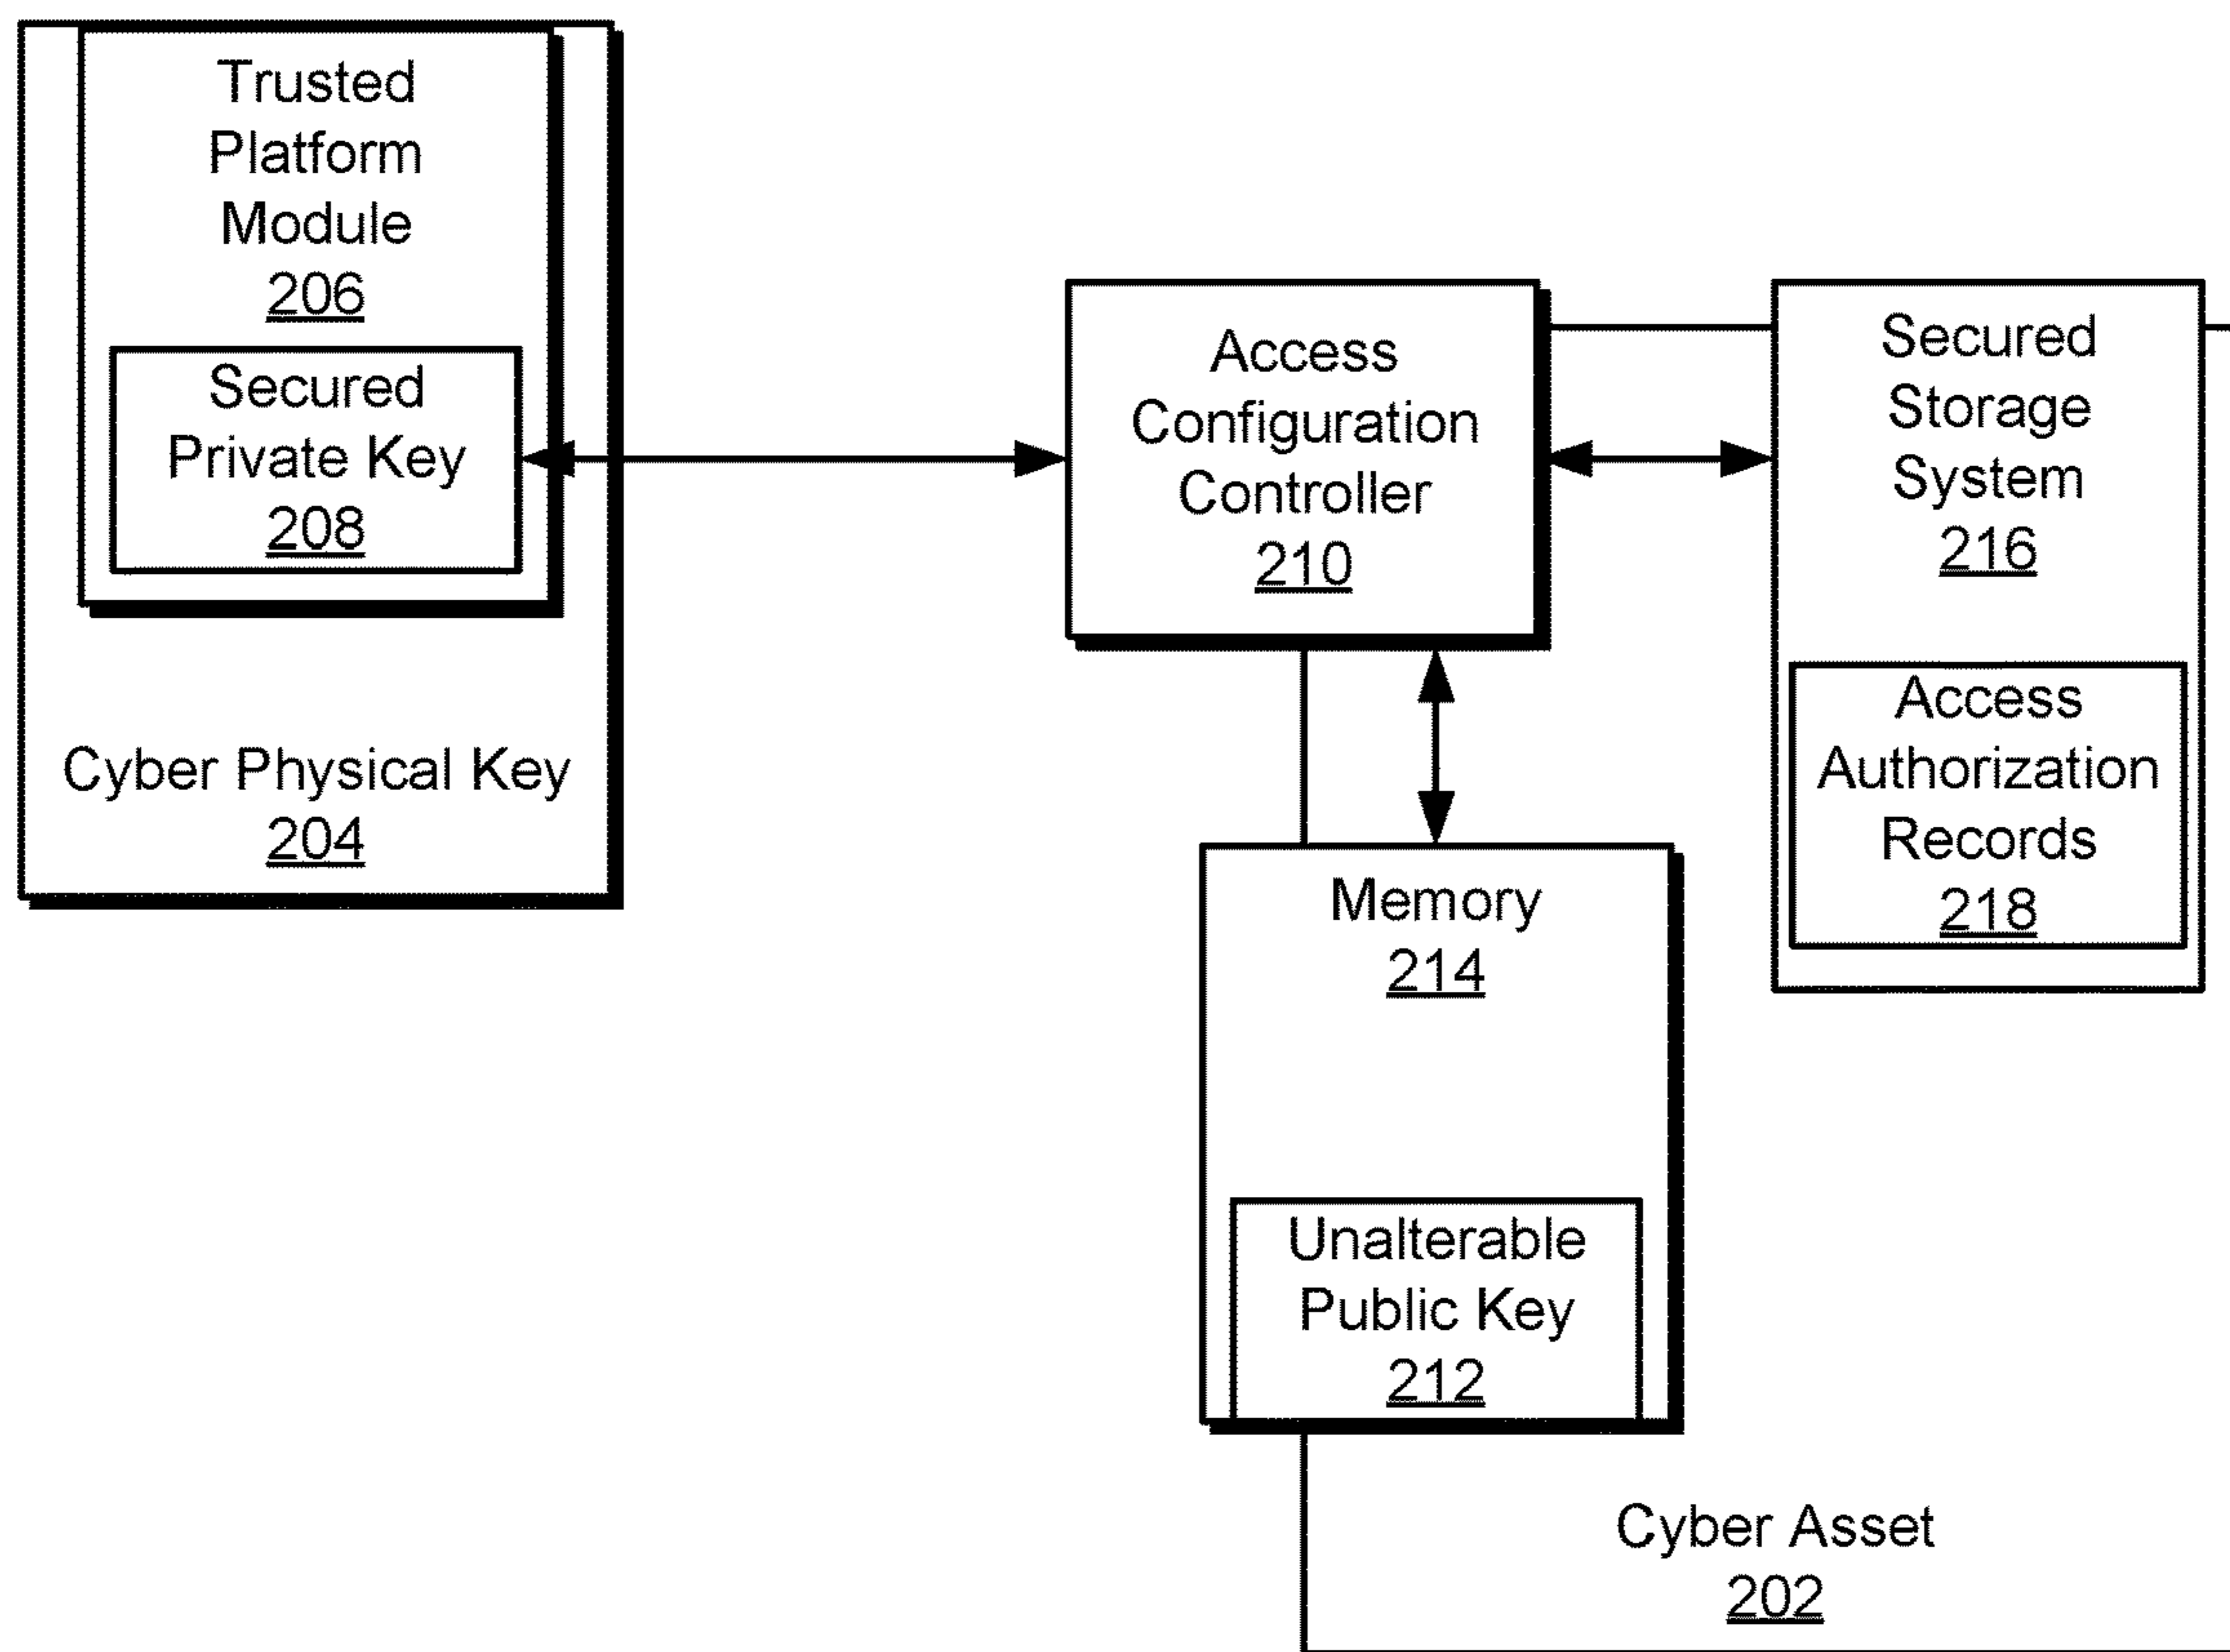 Trusted
Platform
Module
206
Secured
Private Key
208
Cyber Physical Key
204
Access
Configuration
Controller
210
Secured
Storage
System
216
Access
Authorization
Records
218
Memory
214
Unalterable
Public Key
212
Cyber Asset
202